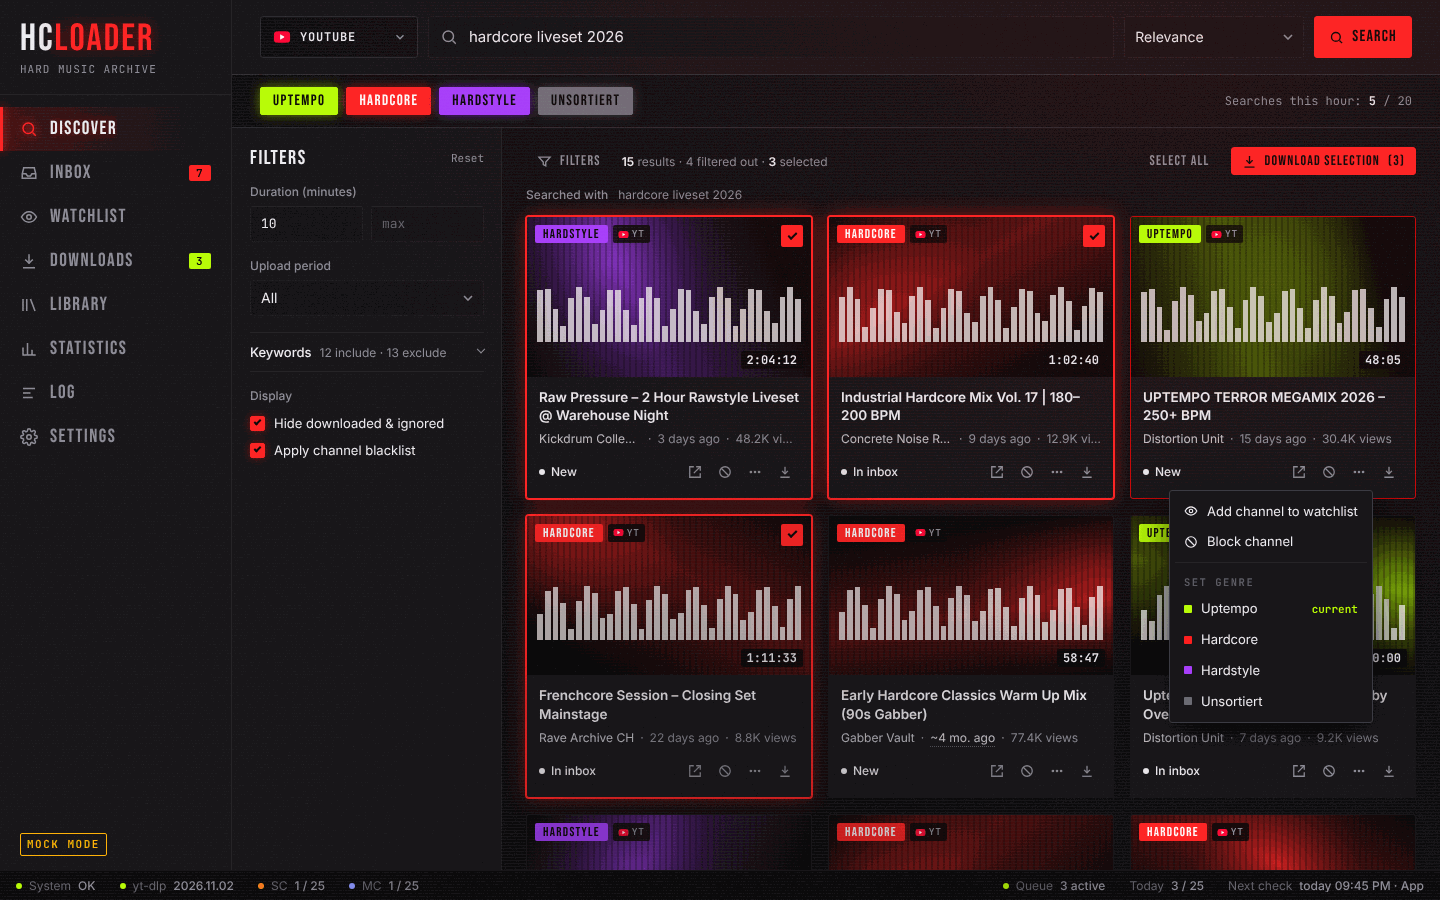 HCLOADER
HARD MUSIC ARCHIVE
DISCOVER
INBOX 7
WATCHLIST
DOWNLOADS 3
LIBRARY
STATISTICS
LOG
SETTINGS
MOCK MODE
YOUTUBE
hardcore liveset 2026
Relevance
SEARCH
UPTEMPO HARDCORE HARDSTYLE UNSORTIERT
Searches this hour: 5 / 20
FILTERS Reset
Duration (minutes)
10 max
Upload period
All
Keywords 12 include · 13 exclude
Display
Hide downloaded & ignored
Apply channel blacklist
FILTERS 15 results · 4 filtered out · 3 selected
SELECT ALL DOWNLOAD SELECTION (3)
Searched with hardcore liveset 2026
HARDSTYLE YT
2:04:12
Raw Pressure – 2 Hour Rawstyle Liveset
@ Warehouse Night
Kickdrum Colle... · 3 days ago · 48.2K vi...
New
HARDCORE YT
1:02:40
Industrial Hardcore Mix Vol. 17 | 180–
200 BPM
Concrete Noise R... · 9 days ago · 12.9K vi...
In inbox
UPTEMPO YT
48:05
UPTEMPO TERROR MEGAMIX 2026 –
250+ BPM
Distortion Unit · 15 days ago · 30.4K views
New
HARDCORE YT
1:11:33
Frenchcore Session – Closing Set
Mainstage
Rave Archive CH · 22 days ago · 8.8K views
In inbox
HARDCORE YT
58:47
Early Hardcore Classics Warm Up Mix
(90s Gabber)
Gabber Vault · ~4 mo. ago · 77.4K views
New
Add channel to watchlist
Block channel
SET GENRE
Uptempo current
Hardcore
Hardstyle
Unsortiert
by
Distortion Unit · 7 days ago · 9.2K views
In inbox
HARDSTYLE YT
HARDCORE YT
HARDCORE YT
System OK yt-dlp 2026.11.02 SC 1 / 25 MC 1 / 25
Queue 3 active Today 3 / 25 Next check today 09:45 PM · App